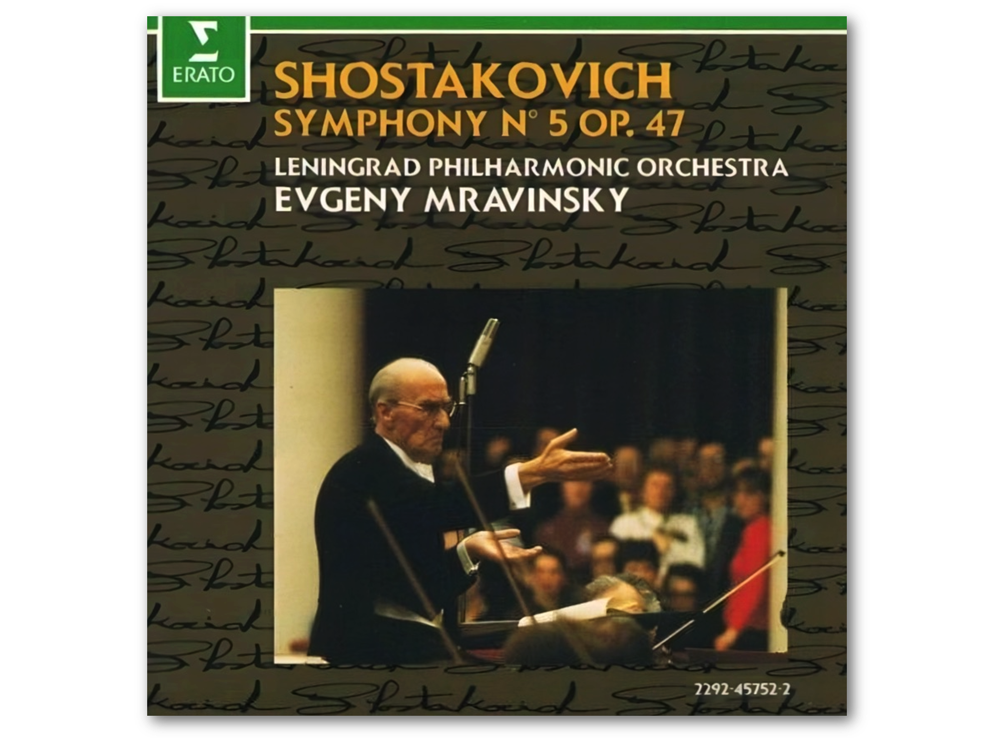 ERATO
SHOSTAKOVICH
SYMPHONY N° 5 OP. 47
LENINGRAD PHILHARMONIC ORCHESTRA
EVGENY MRAVINSKY
2292-45752-2